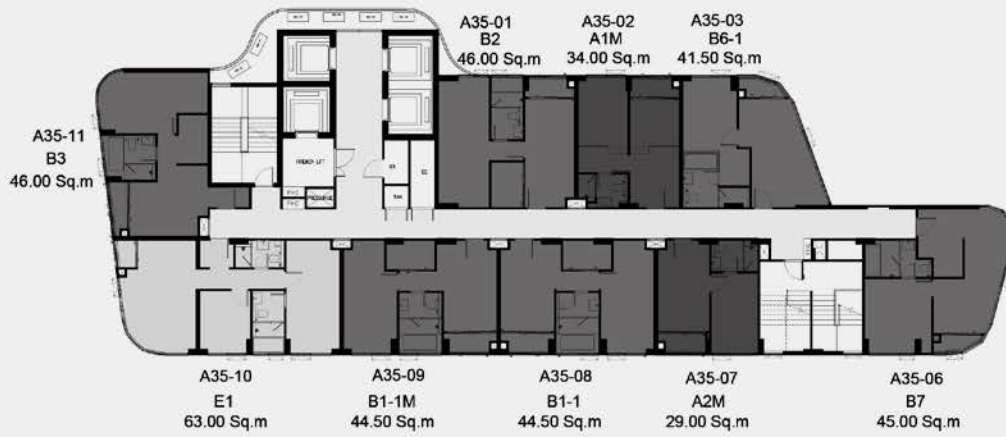 A35-01
B2
46.00 Sq.m
A35-02
A1M
34.00 Sq.m
A35-03
B6-1
41.50 Sq.m
A35-11
B3
46.00 Sq.m
FIREMEN LIFT
A35-10
E1
63.00 Sq.m
A35-09
B1-1M
44.50 Sq.m
A35-08
B1-1
44.50 Sq.m
A35-07
A2M
29.00 Sq.m
A35-06
B7
45.00 Sq.m